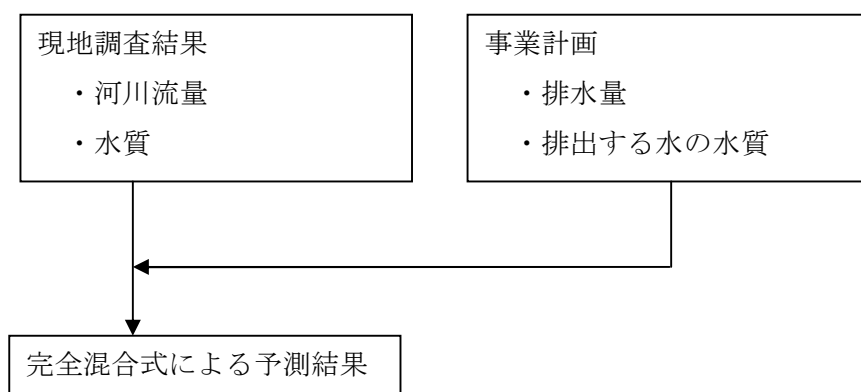 現地調査結果
・河川流量
・水質
事業計画
・排水量
・排出する水の水質
完全混合式による予測結果